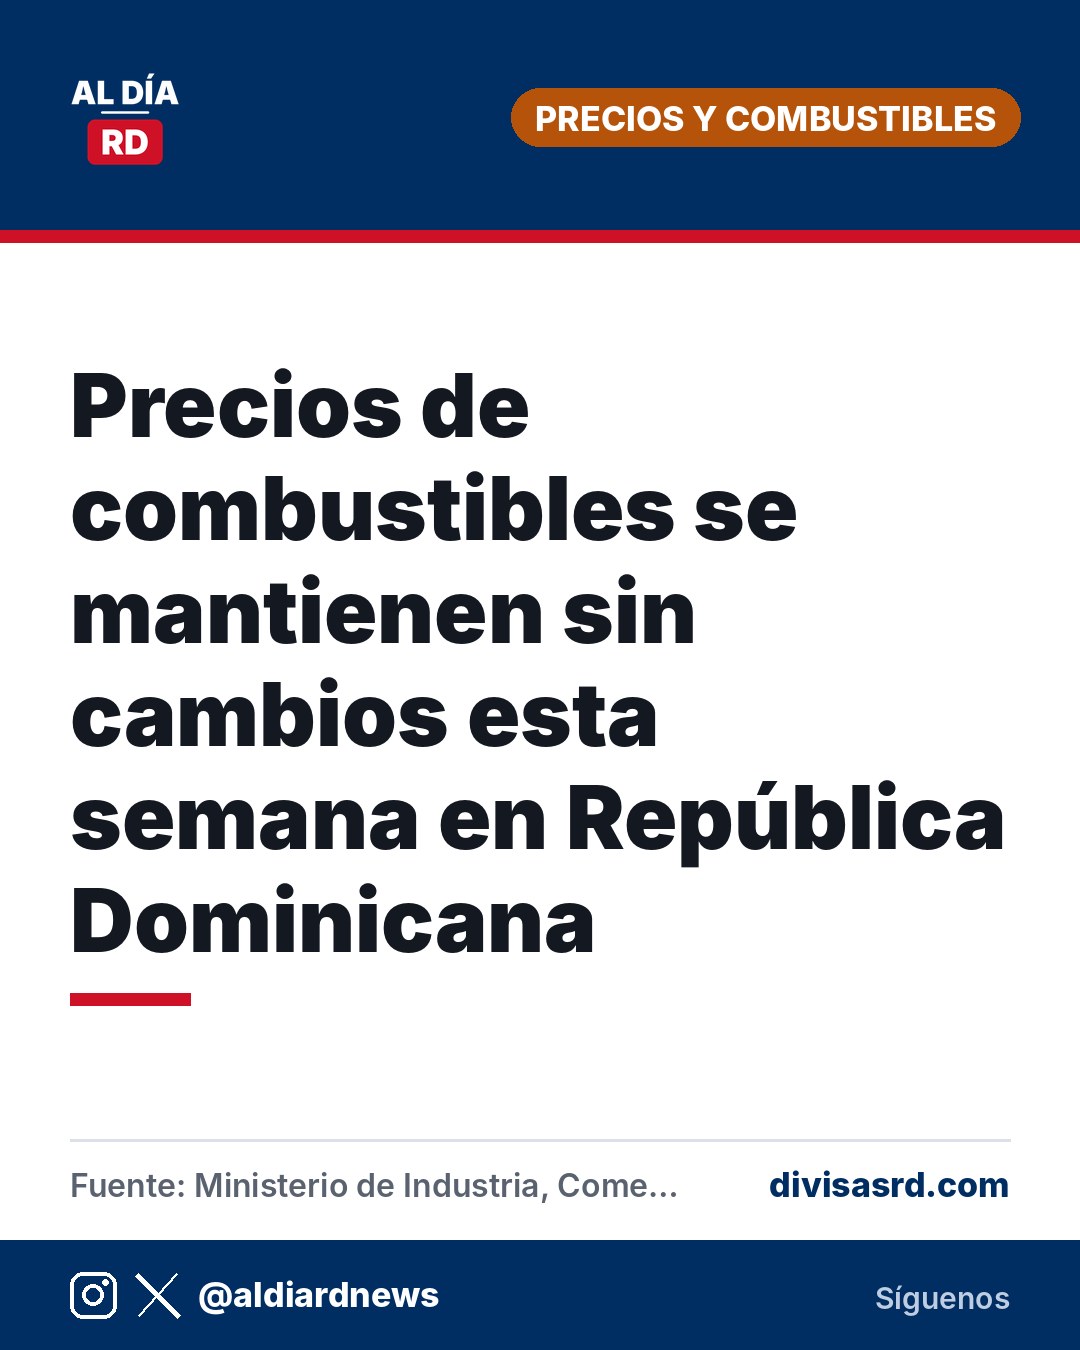 AL DÍA
RD
PRECIOS Y COMBUSTIBLES
Precios de
combustibles se
mantienen sin
cambios esta
semana en República
Dominicana
Fuente: Ministerio de Industria, Come...
divisasrd.com
@aldiardnews
Síguenos